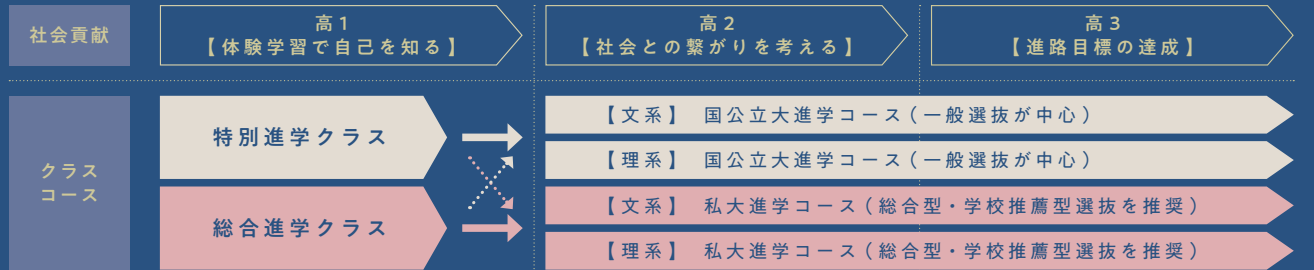 社会貢献
高1
【体験学習で自己を知る】
高2
【社会との繋がりを考える】
高3
【進路目標の達成】
クラス
コース
特別進学クラス
総合進学クラス
【文系】 国公立大進学コース(一般選抜が中心)
【理系】 国公立大進学コース(一般選抜が中心)
【文系】 私大進学コース(総合型・学校推薦型選抜を推奨)
【理系】 私大進学コース(総合型・学校推薦型選抜を推奨)